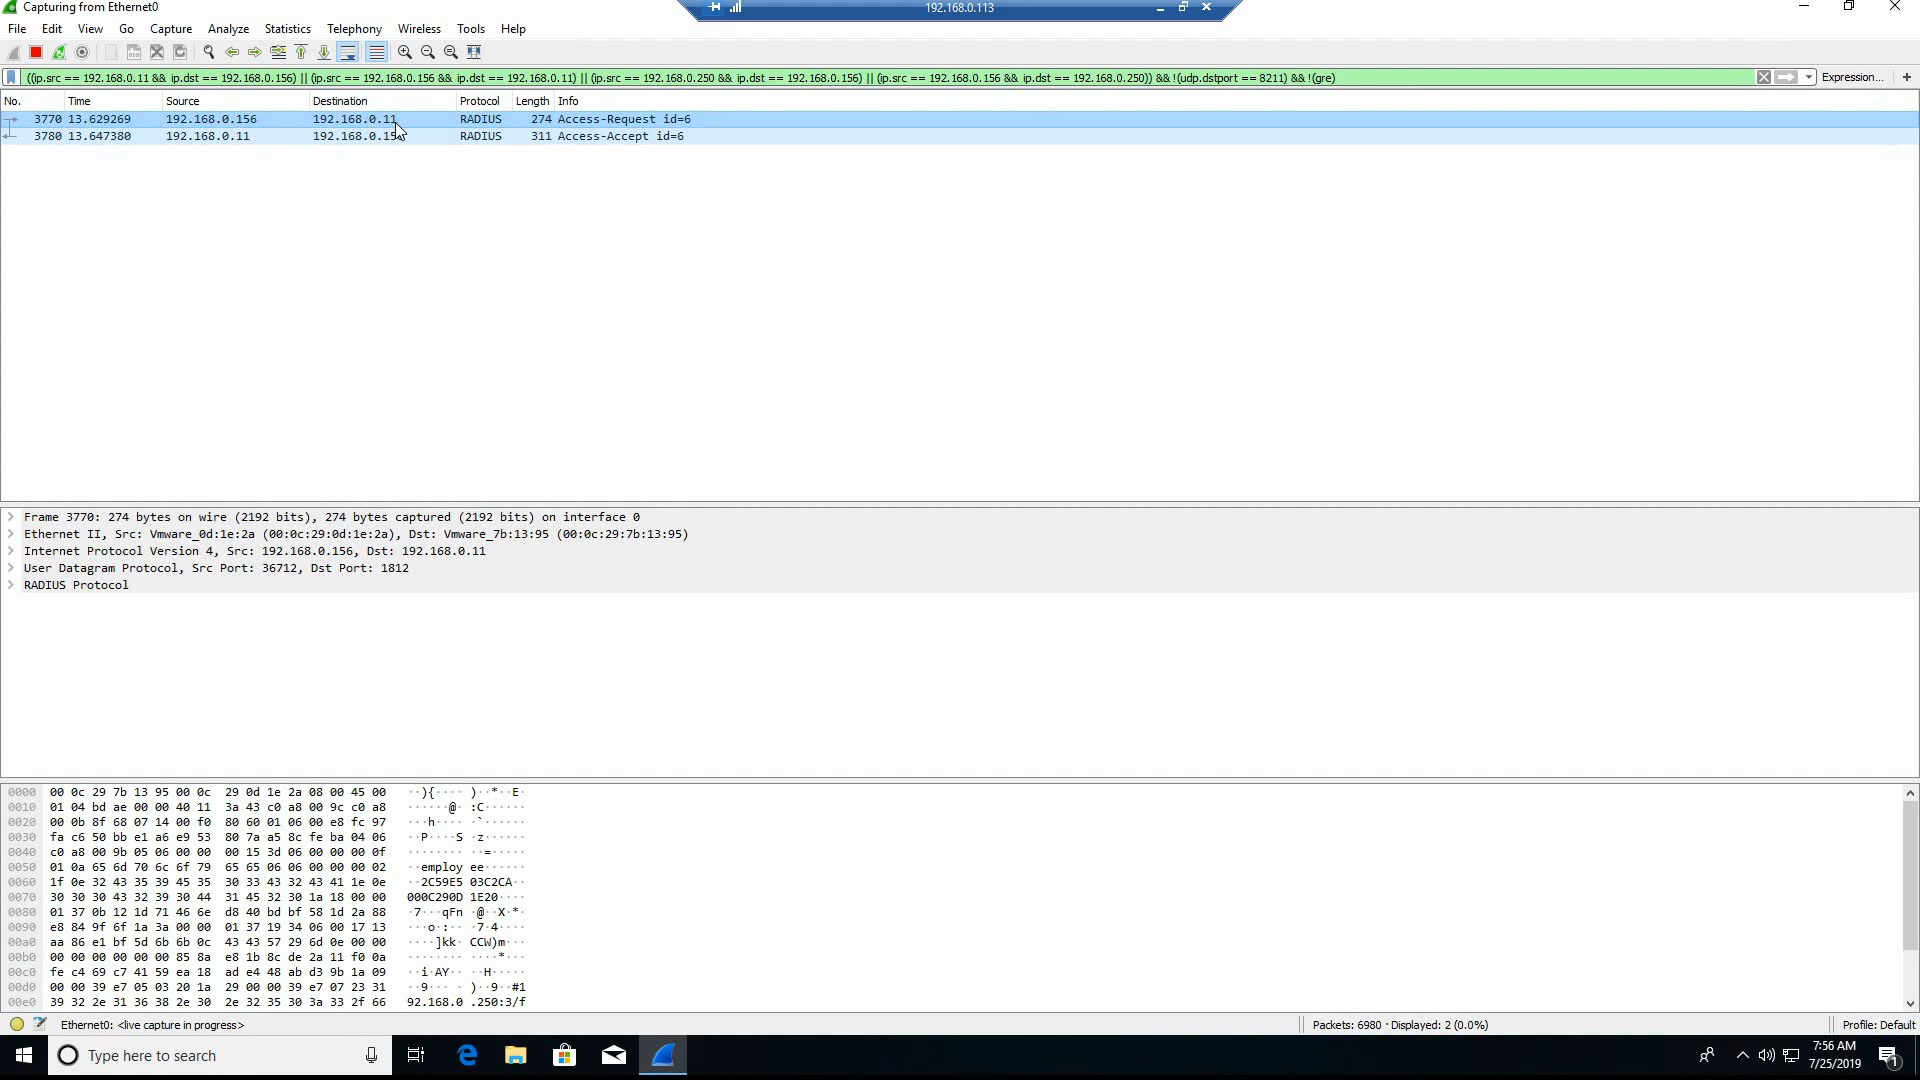 Capturing from Ethernet0
192.168.0.113
File Edit View Go Capture Analyze Statistics Telephony Wireless Tools Help
((ip.src == 192.168.0.11 && ip.dst == 192.168.0.156) || (ip.src == 192.168.0.156 && ip.dst == 192.168.0.11) || (ip.src == 192.168.0.250 && ip.dst == 192.168.0.156) || (ip.src == 192.168.0.156 && ip.dst == 192.168.0.250)) && !(udp.dstport == 8211) && !(gre) Expression... +
No. Time Source Destination Protocol Length Info
3770 13.629269 192.168.0.156 192.168.0.11 RADIUS 274 Access-Request id=6
3780 13.647380 192.168.0.11 RADIUS 311 Access-Accept id=6
Frame 3770: 274 bytes on wire (2192 bits), 274 bytes captured (2192 bits) on interface 0
Ethernet II, Src: Vmware_0d:1e:2a (00:0c:29:0d:1e:2a), Dst: Vmware_7b:13:95 (00:0c:29:7b:13:95)
Internet Protocol Version 4, Src: 192.168.0.156, Dst: 192.168.0.11
User Datagram Protocol, Src Port: 36712, Dst Port: 1812
RADIUS Protocol
0000 00 0c 29 7b 13 95 00 0c 29 0d 1e 2a 08 00 45 00 ··){···· )··*··E·
0010 01 04 bd ae 00 00 40 11 3a 43 c0 a8 00 9c c0 a8 ······@· :C······
0020 00 0b 8f 68 07 14 00 f0 80 60 01 06 00 e8 fc 97 ···h···· ·`······
0030 fa c6 50 bb e1 a6 e9 53 80 7a a5 8c fe ba 04 06 ··P····S ·z······
0040 c0 a8 00 9b 05 06 00 00 00 15 3d 06 00 00 00 0f ········ ··=·····
0050 01 0a 65 6d 70 6c 6f 79 65 65 06 06 00 00 00 02 ··employ ee······
0060 1f 0e 32 43 35 39 45 35 30 33 43 32 43 41 1e 0e ··2C59E5 03C2CA··
0070 30 30 30 43 32 39 30 44 31 45 32 30 1a 18 00 00 000C290D 1E20····
0080 01 37 0b 12 1d 71 46 6e d8 40 bd bf 58 1d 2a 88 ·7···qFn ·@··X·*·
0090 e8 84 9f 6f 1a 3a 00 00 01 37 19 34 06 00 17 13 ···o·:·· ·7·4····
00a0 aa 86 e1 bf 5d 6b 6b 0c 43 43 57 29 6d 0e 00 00 ····]kk· CCW)m···
00b0 00 00 00 00 00 00 85 8a e8 1b 8c de 2a 11 f0 0a ········ ····*···
00c0 fe c4 69 c7 41 59 ea 18 ad e4 48 ab d3 9b 1a 09 ··i·AY·· ··H·····
00d0 00 00 39 e7 05 03 20 1a 29 00 00 39 e7 07 23 31 ··9··· · )··9··#1
00e0 39 32 2e 31 36 38 2e 30 2e 32 35 30 3a 33 2f 66 92.168.0 .250:3/f
Ethernet0: <live capture in progress> Packets: 6980 · Displayed: 2 (0.0%) Profile: Default
Type here to search
7:56 AM
7/25/2019
1